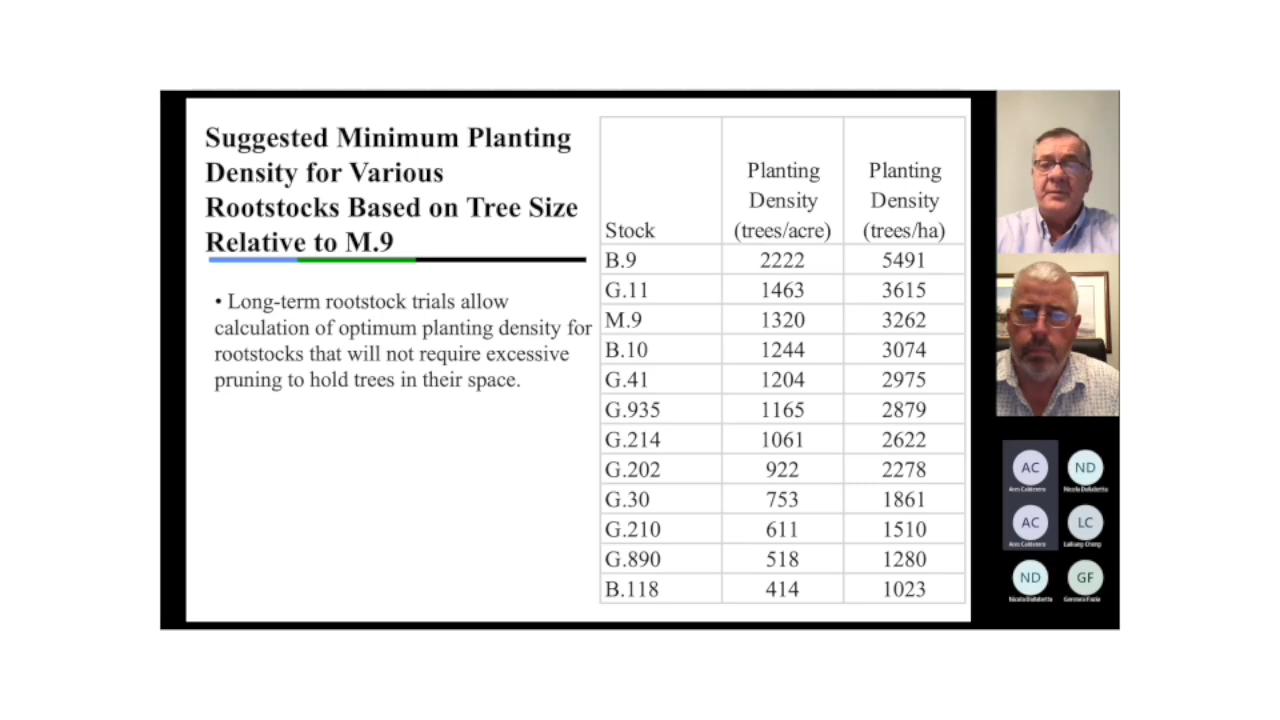 Suggested Minimum Planting
Density for Various
Rootstocks Based on Tree Size
Relative to M.9
• Long-term rootstock trials allow
calculation of optimum planting density for
rootstocks that will not require excessive
pruning to hold trees in their space.
Stock Planting Density (trees/acre) Planting Density (trees/ha)
B.9 2222 5491
G.11 1463 3615
M.9 1320 3262
B.10 1244 3074
G.41 1204 2975
G.935 1165 2879
G.214 1061 2622
G.202 922 2278
G.30 753 1861
G.210 611 1510
G.890 518 1280
B.118 414 1023
AC ND
AC LC
Lailiang Cheng
ND GF